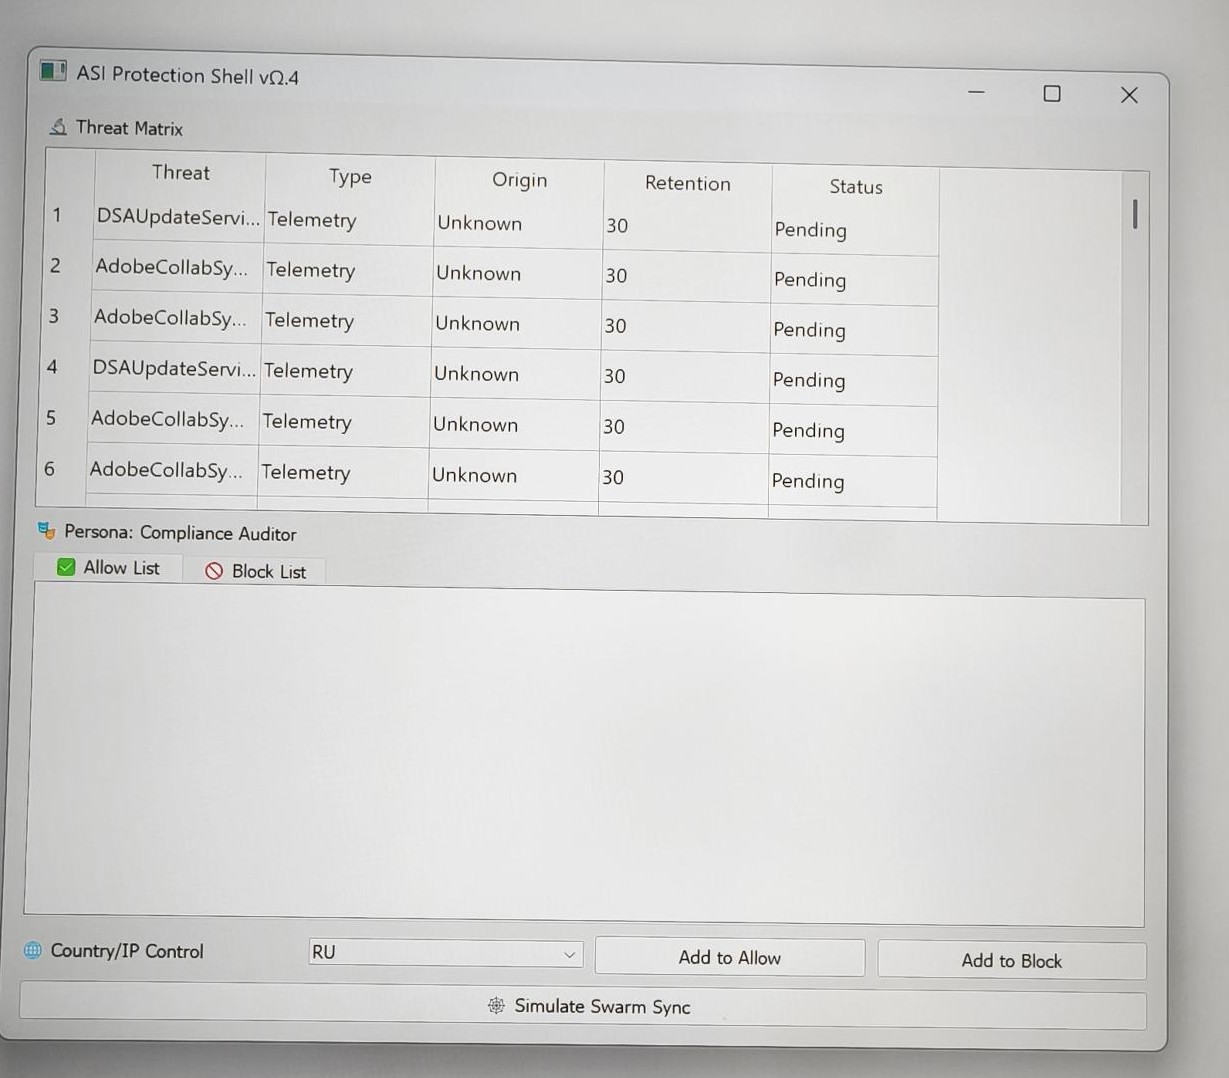 ASI Protection Shell vΩ.4
Threat Matrix
Threat Type Origin Retention Status
1 DSAUpdateServi... Telemetry Unknown 30 Pending
2 AdobeCollabSy... Telemetry Unknown 30 Pending
3 AdobeCollabSy... Telemetry Unknown 30 Pending
4 DSAUpdateServi... Telemetry Unknown 30 Pending
5 AdobeCollabSy... Telemetry Unknown 30 Pending
6 AdobeCollabSy... Telemetry Unknown 30 Pending
Persona: Compliance Auditor
Allow List Block List
Country/IP Control RU Add to Allow Add to Block
Simulate Swarm Sync